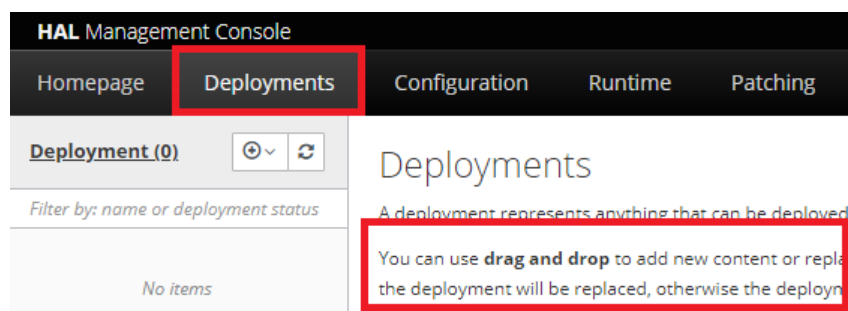 HAL Management Console
Homepage Deployments Configuration Runtime Patching
Deployment (0)
Filter by: name or deployment status
No items
Deployments
A deployment represents anything that can be deployed
You can use drag and drop to add new content or repla
the deployment will be replaced, otherwise the deploym